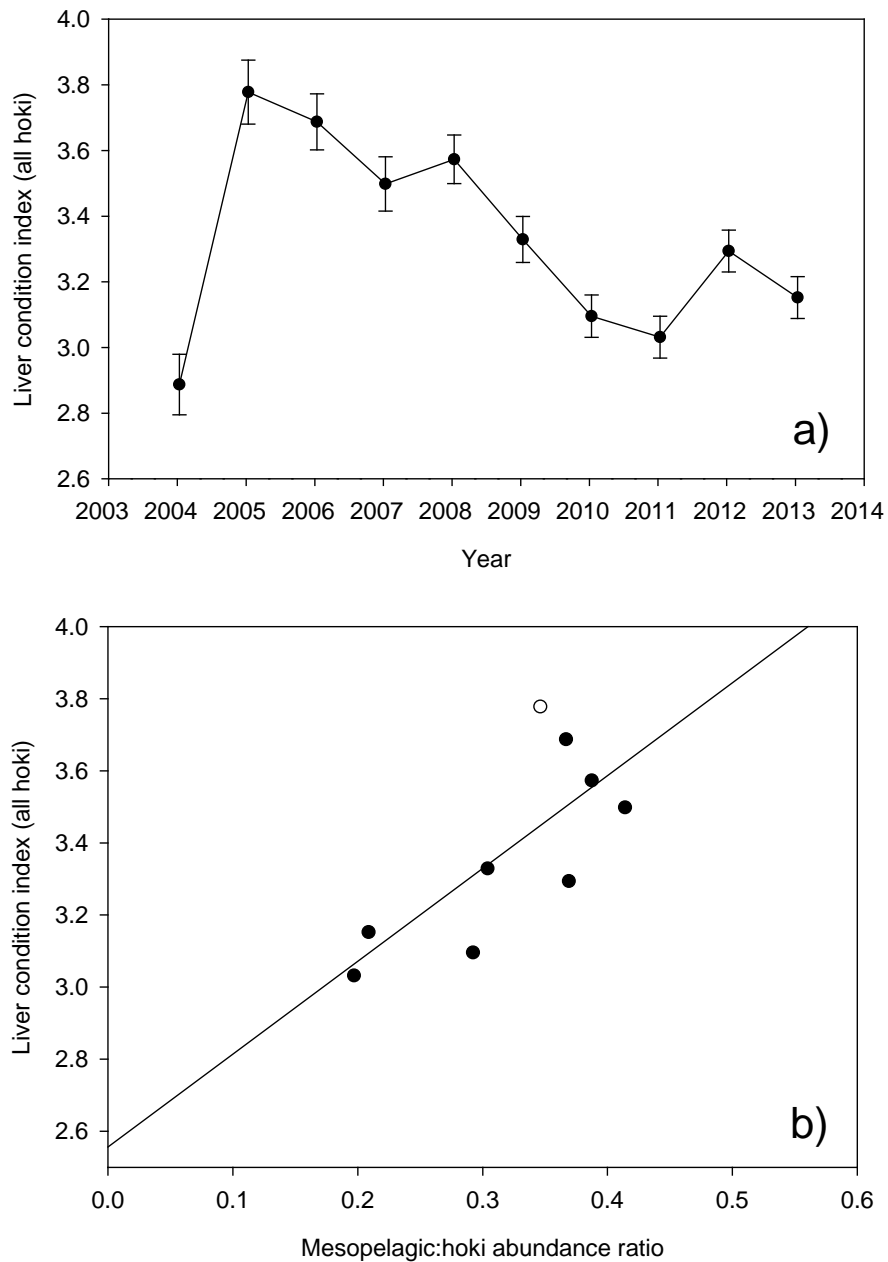 4.0
3.8
3.6
3.4
3.2
3.0
2.8
2.6
Liver condition index (all hoki)
a)
2003 2004 2005 2006 2007 2008 2009 2010 2011 2012 2013 2014
Year
4.0
3.8
3.6
3.4
3.2
3.0
2.8
2.6
Liver condition index (all hoki)
b)
0.0 0.1 0.2 0.3 0.4 0.5 0.6
Mesopelagic:hoki abundance ratio